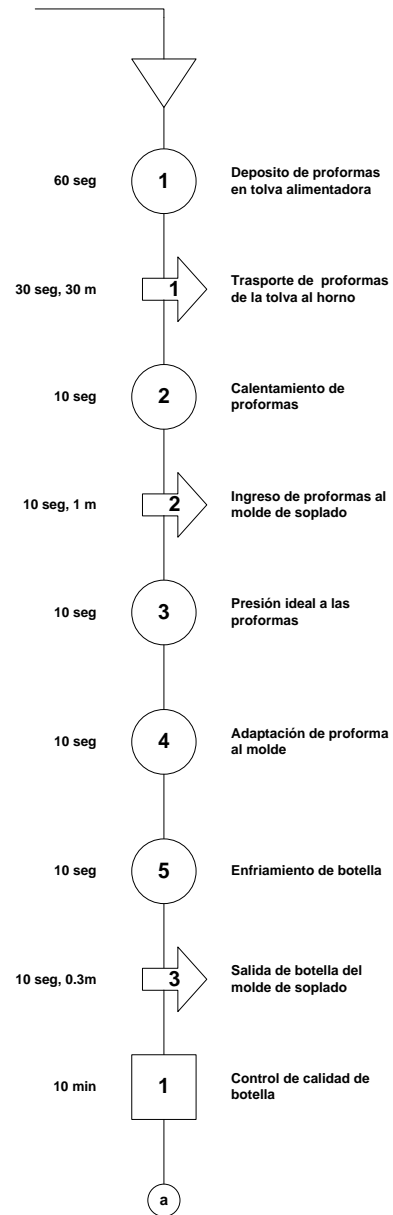 60 seg
1
Deposito de proformas
en tolva alimentadora
30 seg, 30 m
1
Trasporte de proformas
de la tolva al horno
10 seg
2
Calentamiento de
proformas
10 seg, 1 m
2
Ingreso de proformas al
molde de soplado
10 seg
3
Presión ideal a las
proformas
10 seg
4
Adaptación de proforma
al molde
10 seg
5
Enfriamiento de botella
10 seg, 0.3m
3
Salida de botella del
molde de soplado
10 min
1
Control de calidad de
botella
a